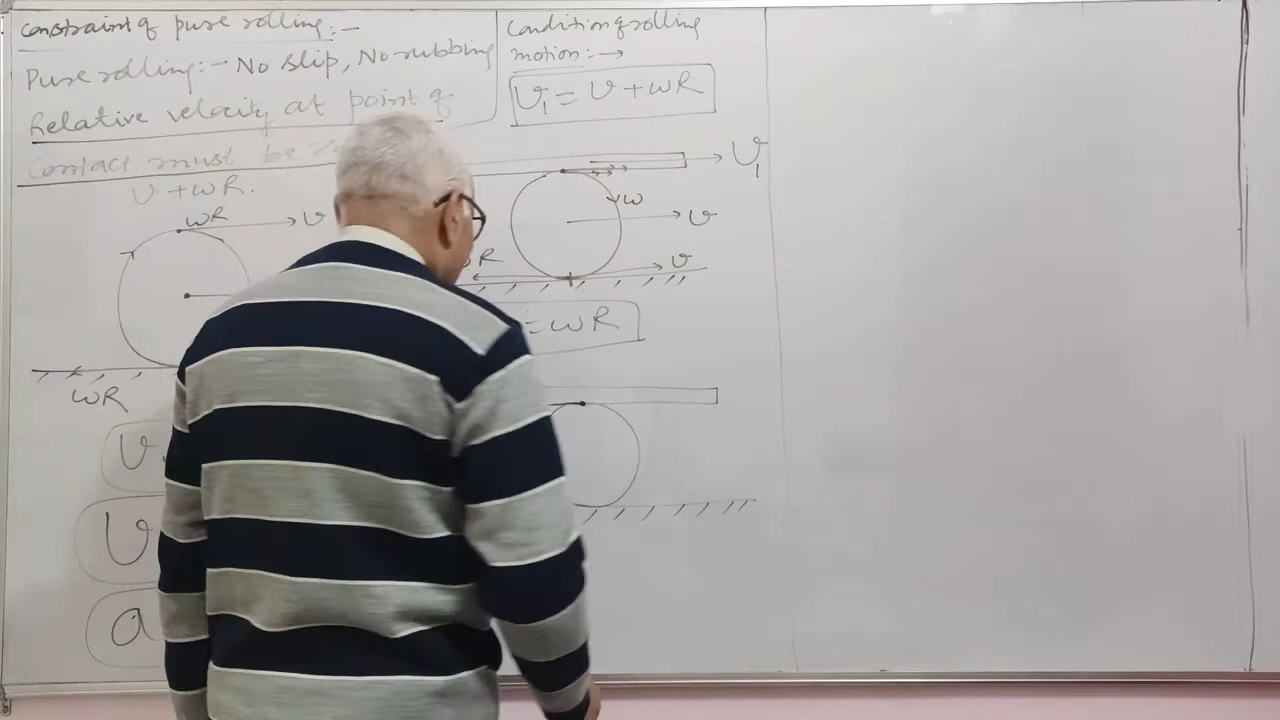 Constraint of pure rolling:-
Pure rolling:- No slip, No rubbing
Relative velocity at point of
Contact must be
v + ωR.
ωR
v
ωR
v
v
a
Condition of rolling
motion:→
v₁ = v + ωR
v₁
ω
v
R
v
= ωR